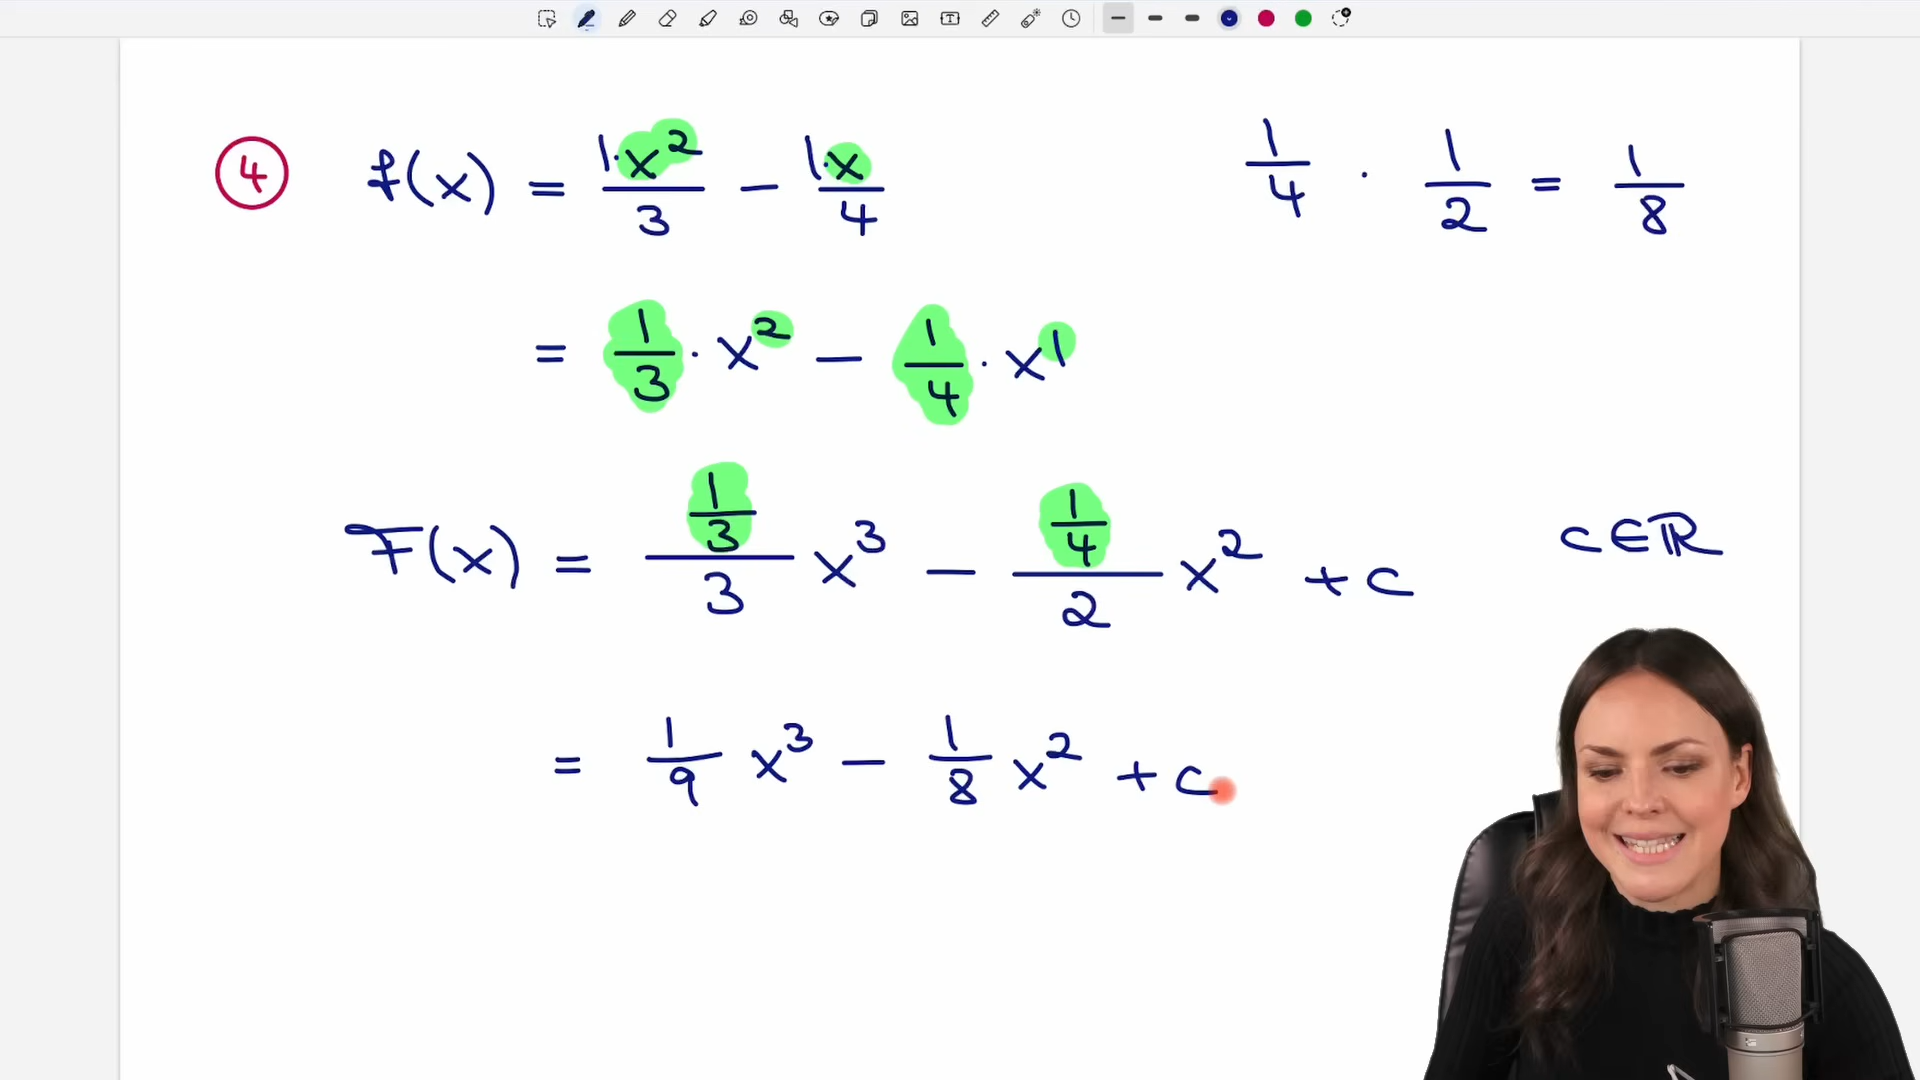 ④ f(x) = 1·x²/3 − 1·x/4
1/4 · 1/2 = 1/8
= 1/3 · x² − 1/4 · x¹
F(x) = (1/3)/3 x³ − (1/4)/2 x² + c
c ∈ ℝ
= 1/9 x³ − 1/8 x² + c